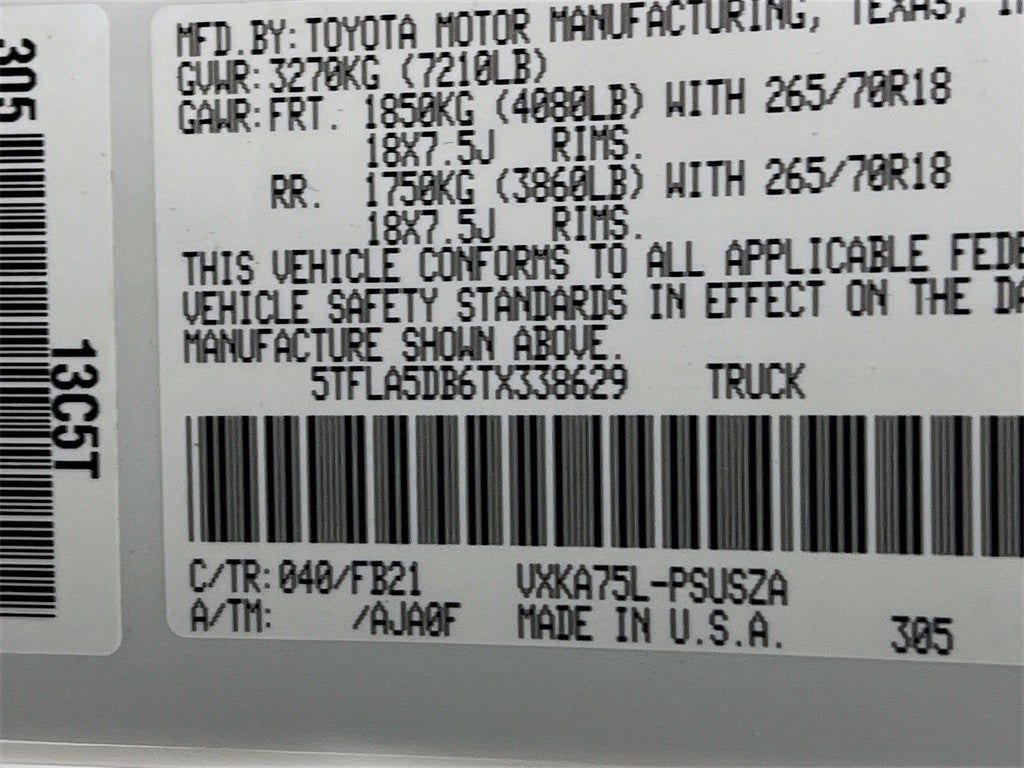 305
13C5T
MFD.BY:TOYOTA MOTOR MANUFACTURING, TEXAS,
GVWR:3270KG (7210LB)
GAWR:FRT. 1850KG (4080LB) WITH 265/70R18
18X7.5J RIMS.
RR. 1750KG (3860LB) WITH 265/70R18
18X7.5J RIMS.
THIS VEHICLE CONFORMS TO ALL APPLICABLE FEDE
VEHICLE SAFETY STANDARDS IN EFFECT ON THE DA
MANUFACTURE SHOWN ABOVE.
5TFLA5DB6TX338629 TRUCK
C/TR:040/FB21 VXKA75L-PSUSZA
A/TM: /AJA0F MADE IN U.S.A. 305